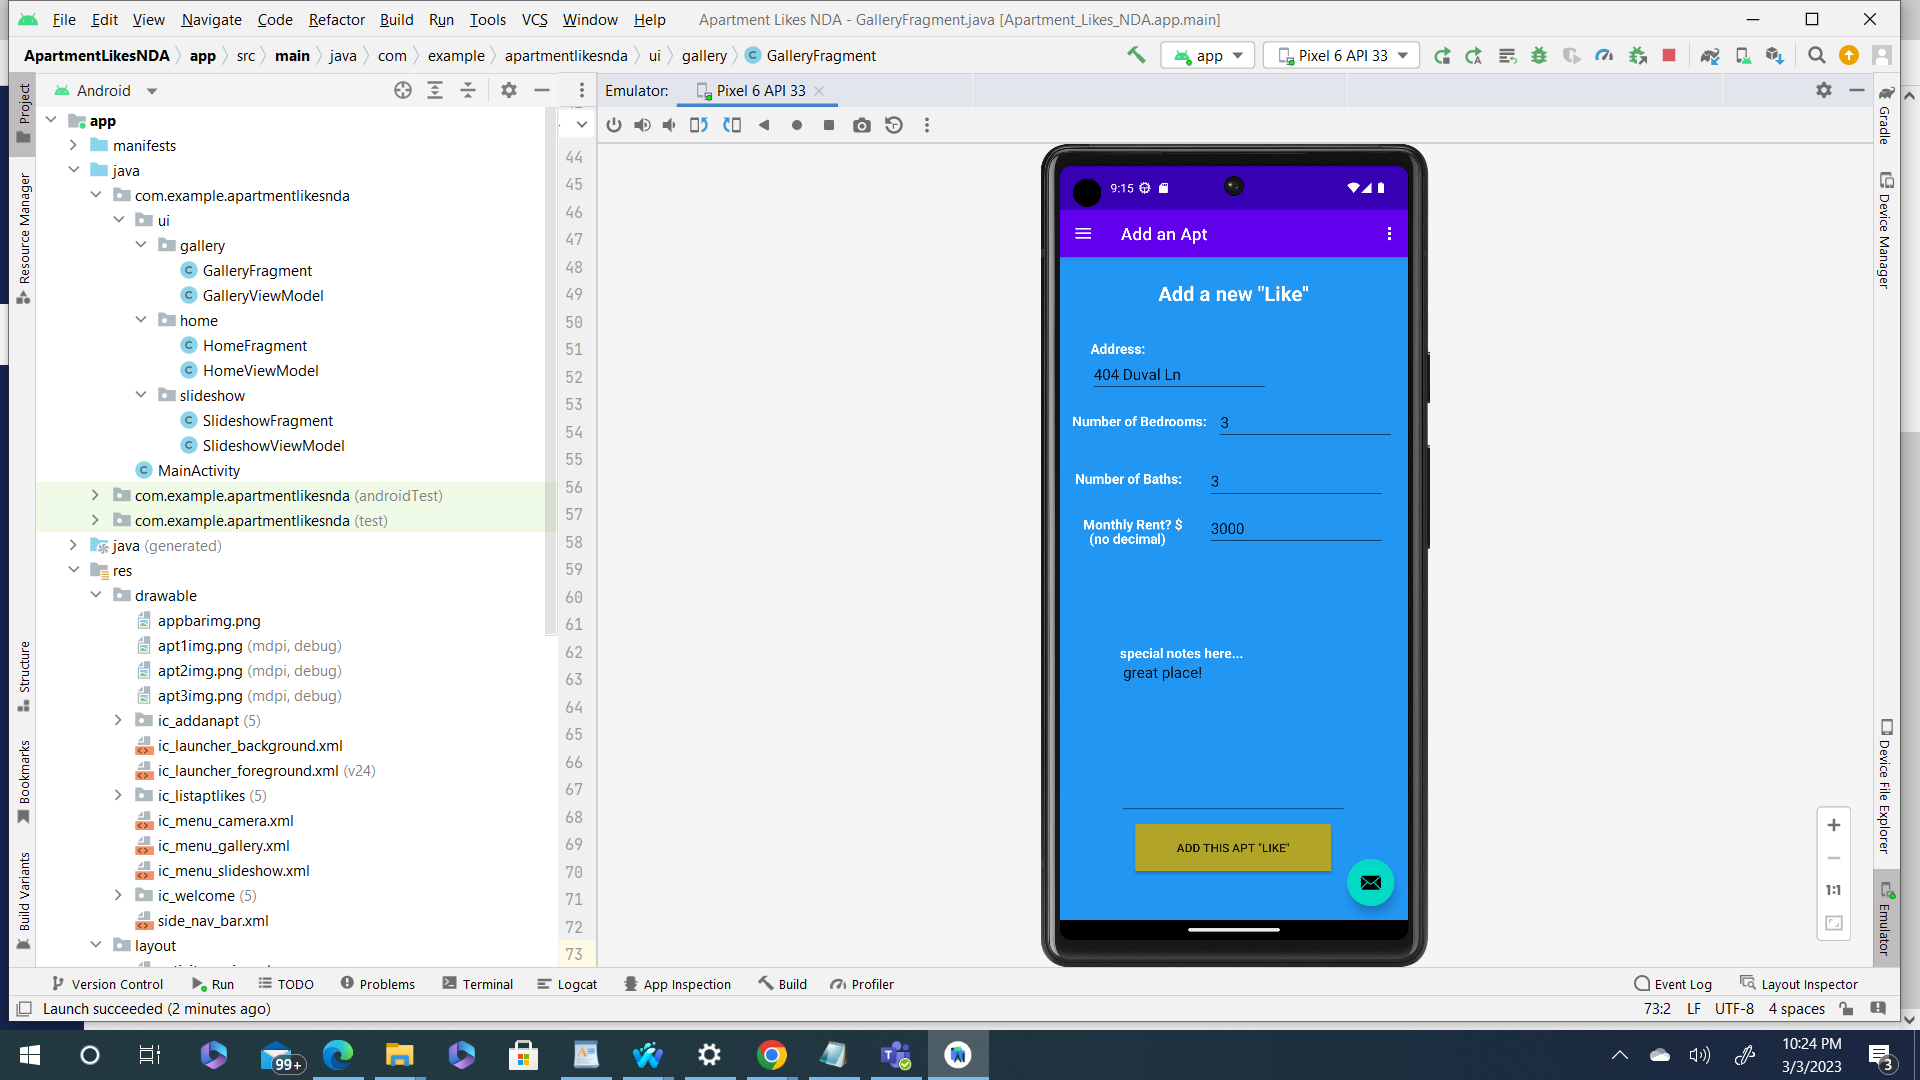 File Edit View Navigate Code Refactor Build Run Tools VCS Window Help Apartment Likes NDA - GalleryFragment.java [Apartment_Likes_NDA.app.main]
ApartmentLikesNDA app src main java com example apartmentlikesnda ui gallery GalleryFragment app Pixel 6 API 33
Android
Emulator: Pixel 6 API 33
Project
Resource Manager
Structure
Bookmarks
Build Variants
app
manifests
java
com.example.apartmentlikesnda
ui
gallery
GalleryFragment
GalleryViewModel
home
HomeFragment
HomeViewModel
slideshow
SlideshowFragment
SlideshowViewModel
MainActivity
com.example.apartmentlikesnda (androidTest)
com.example.apartmentlikesnda (test)
java (generated)
res
drawable
appbarimg.png
apt1img.png (mdpi, debug)
apt2img.png (mdpi, debug)
apt3img.png (mdpi, debug)
ic_addanapt (5)
ic_launcher_background.xml
ic_launcher_foreground.xml (v24)
ic_listaptlikes (5)
ic_menu_camera.xml
ic_menu_gallery.xml
ic_menu_slideshow.xml
ic_welcome (5)
side_nav_bar.xml
layout
44
45
46
47
48
49
50
51
52
53
54
55
56
57
58
59
60
61
62
63
64
65
66
67
68
69
70
71
72
73
9:15
Add an Apt
Add a new "Like"
Address:
404 Duval Ln
Number of Bedrooms: 3
Number of Baths: 3
Monthly Rent? $ 3000
(no decimal)
special notes here...
great place!
ADD THIS APT "LIKE"
1:1
Gradle
Device Manager
Device File Explorer
Emulator
Version Control Run TODO Problems Terminal Logcat App Inspection Build Profiler Event Log Layout Inspector
Launch succeeded (2 minutes ago) 73:2 LF UTF-8 4 spaces
99+
10:24 PM
3/3/2023
3